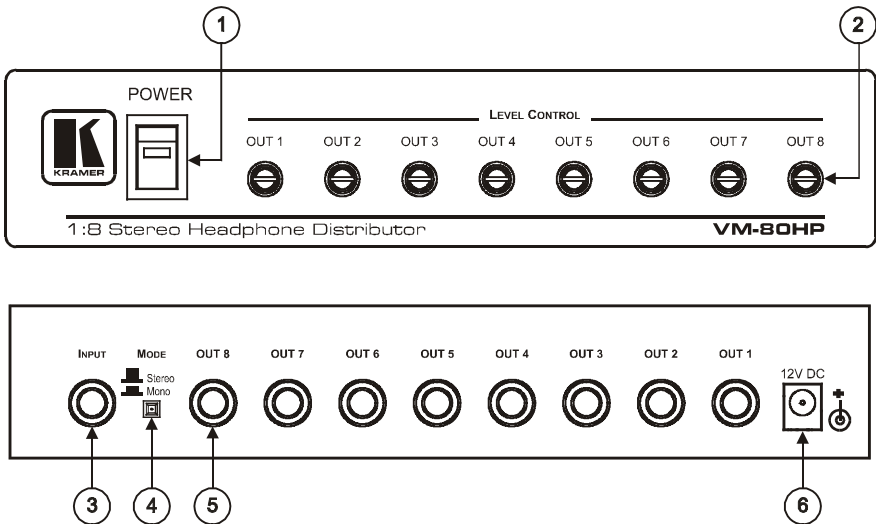 1
2
POWER
LEVEL CONTROL
OUT 1 OUT 2 OUT 3 OUT 4 OUT 5 OUT 6 OUT 7 OUT 8
K
KRAMER
1:8 Stereo Headphone Distributor VM-80HP
INPUT MODE OUT 8 OUT 7 OUT 6 OUT 5 OUT 4 OUT 3 OUT 2 OUT 1
12V DC
Stereo
Mono
+
3 4 5 6